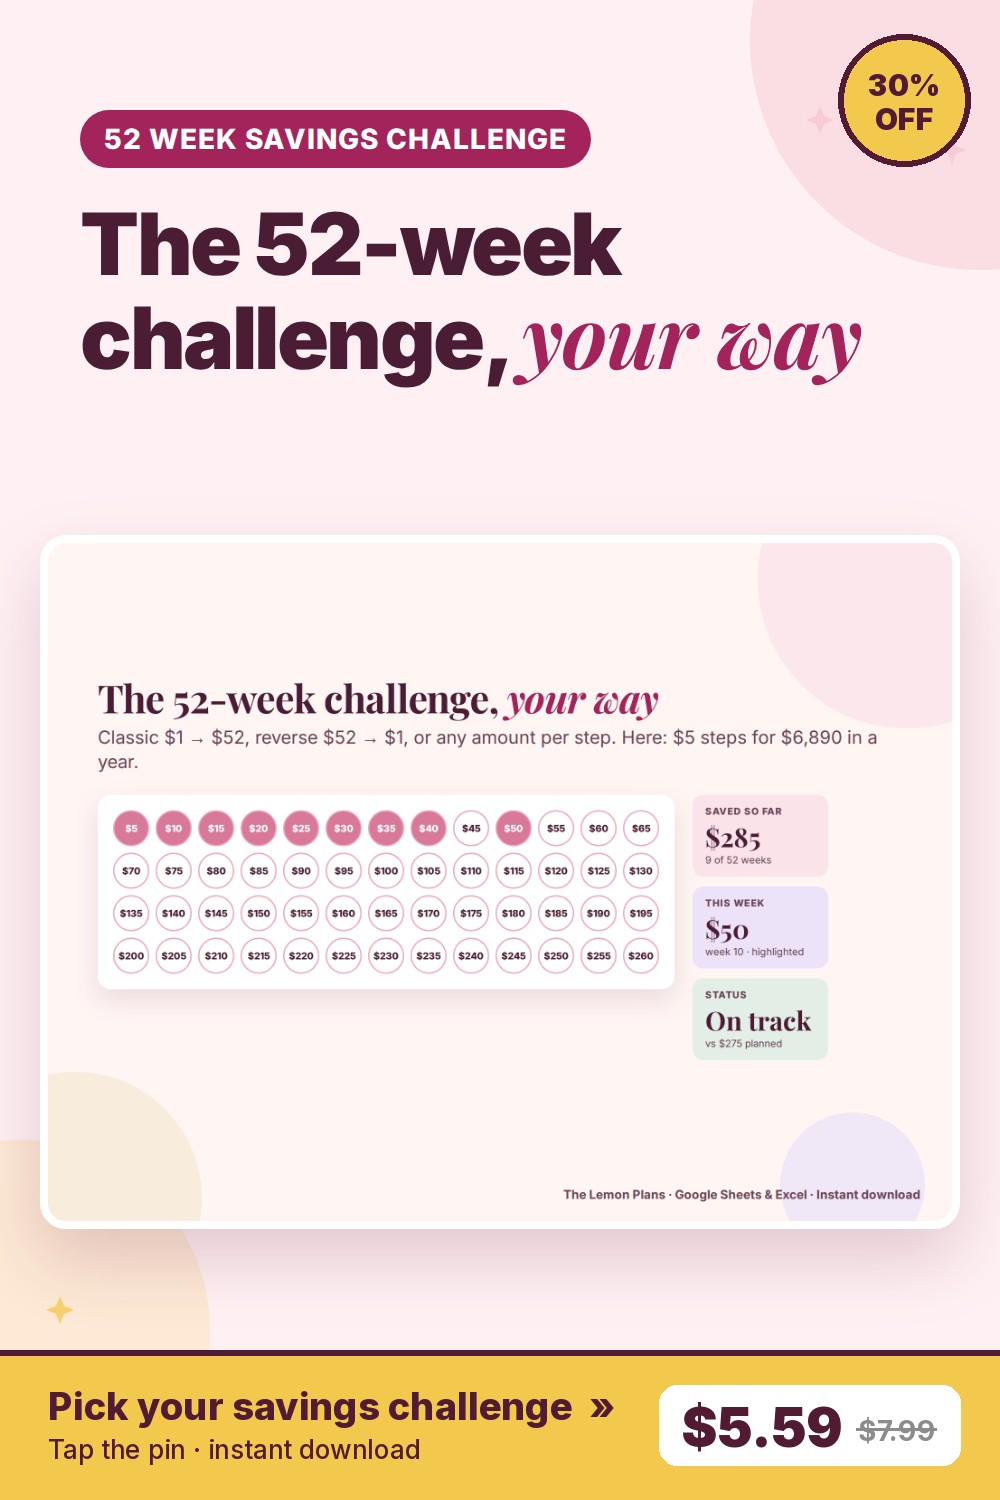 30%
OFF
52 WEEK SAVINGS CHALLENGE
The 52-week
challenge, your way
The 52-week challenge, your way
Classic $1 → $52, reverse $52 → $1, or any amount per step. Here: $5 steps for $6,890 in a
year.
$5 $10 $15 $20 $25 $30 $35 $40 $45 $50 $55 $60 $65
$70 $75 $80 $85 $90 $95 $100 $105 $110 $115 $120 $125 $130
$135 $140 $145 $150 $155 $160 $165 $170 $175 $180 $185 $190 $195
$200 $205 $210 $215 $220 $225 $230 $235 $240 $245 $250 $255 $260
SAVED SO FAR
$285
9 of 52 weeks
THIS WEEK
$50
week 10 · highlighted
STATUS
On track
vs $275 planned
The Lemon Plans · Google Sheets & Excel · Instant download
Pick your savings challenge »
Tap the pin · instant download
$5.59 $7.99